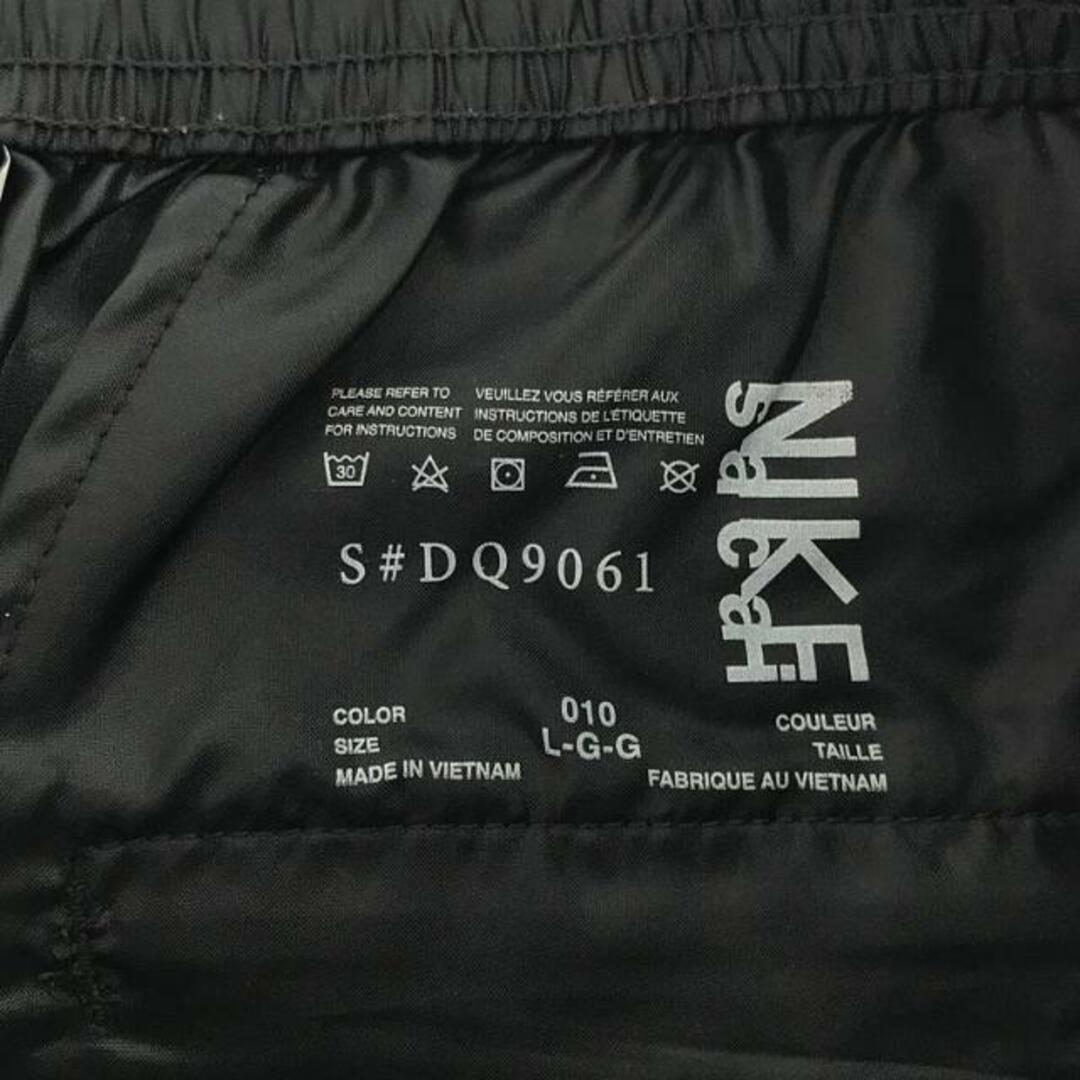 PLEASE REFER TO
CARE AND CONTENT
FOR INSTRUCTIONS
VEUILLEZ VOUS RÉFÉRER AUX
INSTRUCTIONS DE L'ÉTIQUETTE
DE COMPOSITION ET D'ENTRETIEN
30
NIKE
sacai
S#DQ9061
COLOR 010 COULEUR
SIZE L-G-G TAILLE
MADE IN VIETNAM FABRIQUE AU VIETNAM